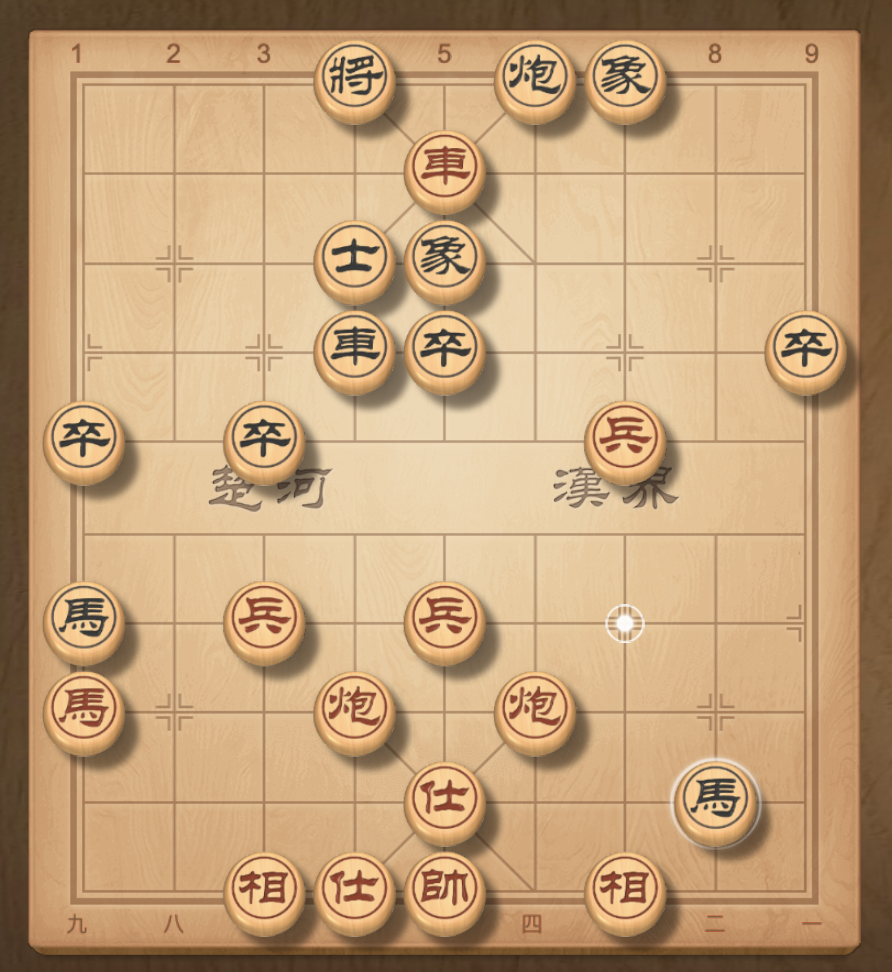 1 2 3 5 8 9
將 炮 象
車
士 象
車 卒 卒
卒 卒 兵
楚河 漢界
馬 兵 兵
馬 炮 炮
仕 馬
相 仕 帥 相
九 八 四 二 一